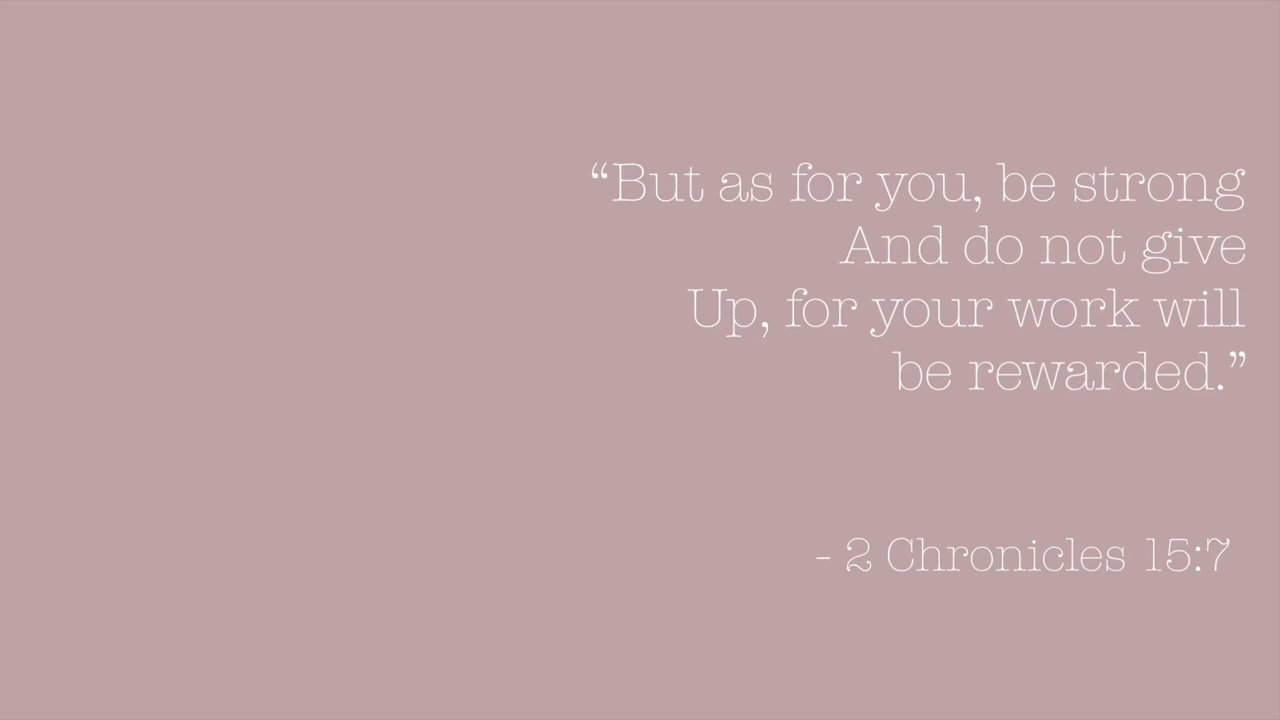 “But as for you, be strong
And do not give
Up, for your work will
be rewarded.”
- 2 Chronicles 15:7